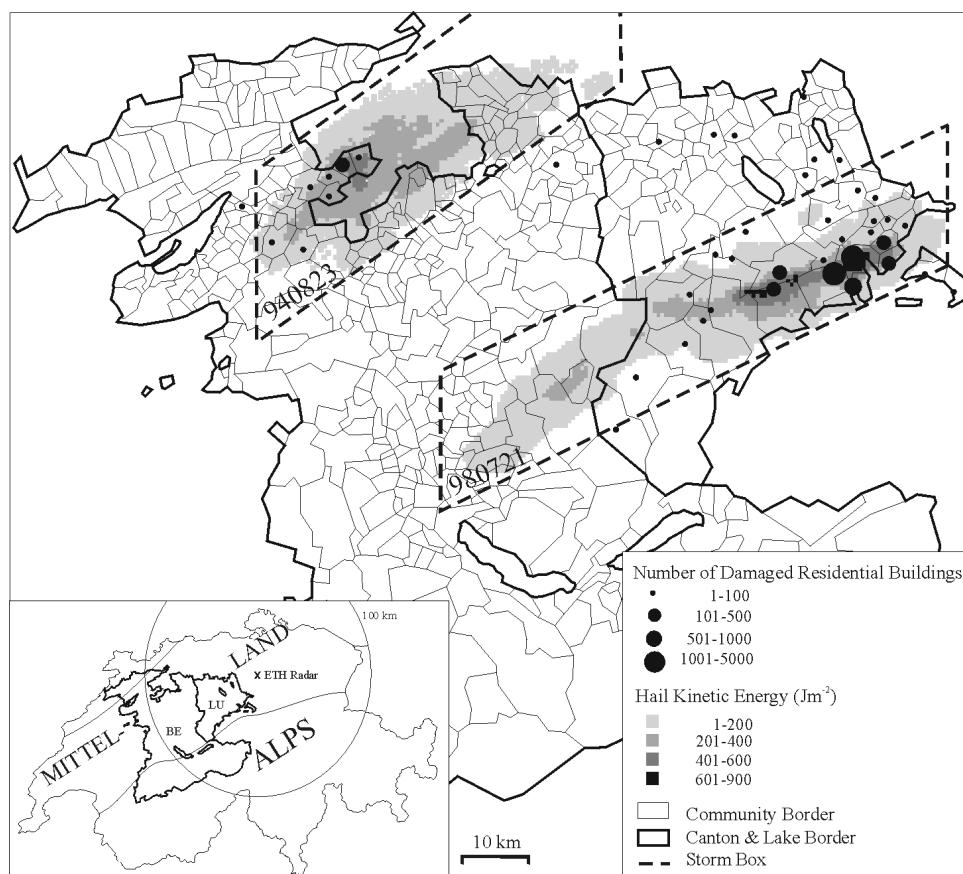 940823
980721
Number of Damaged Residential Buildings
1-100
101-500
501-1000
1001-5000
Hail Kinetic Energy (Jm-2)
1-200
201-400
401-600
601-900
Community Border
Canton & Lake Border
Storm Box
10 km
100 km
MITTEL-
LAND
x ETH Radar
LU
BE
ALPS